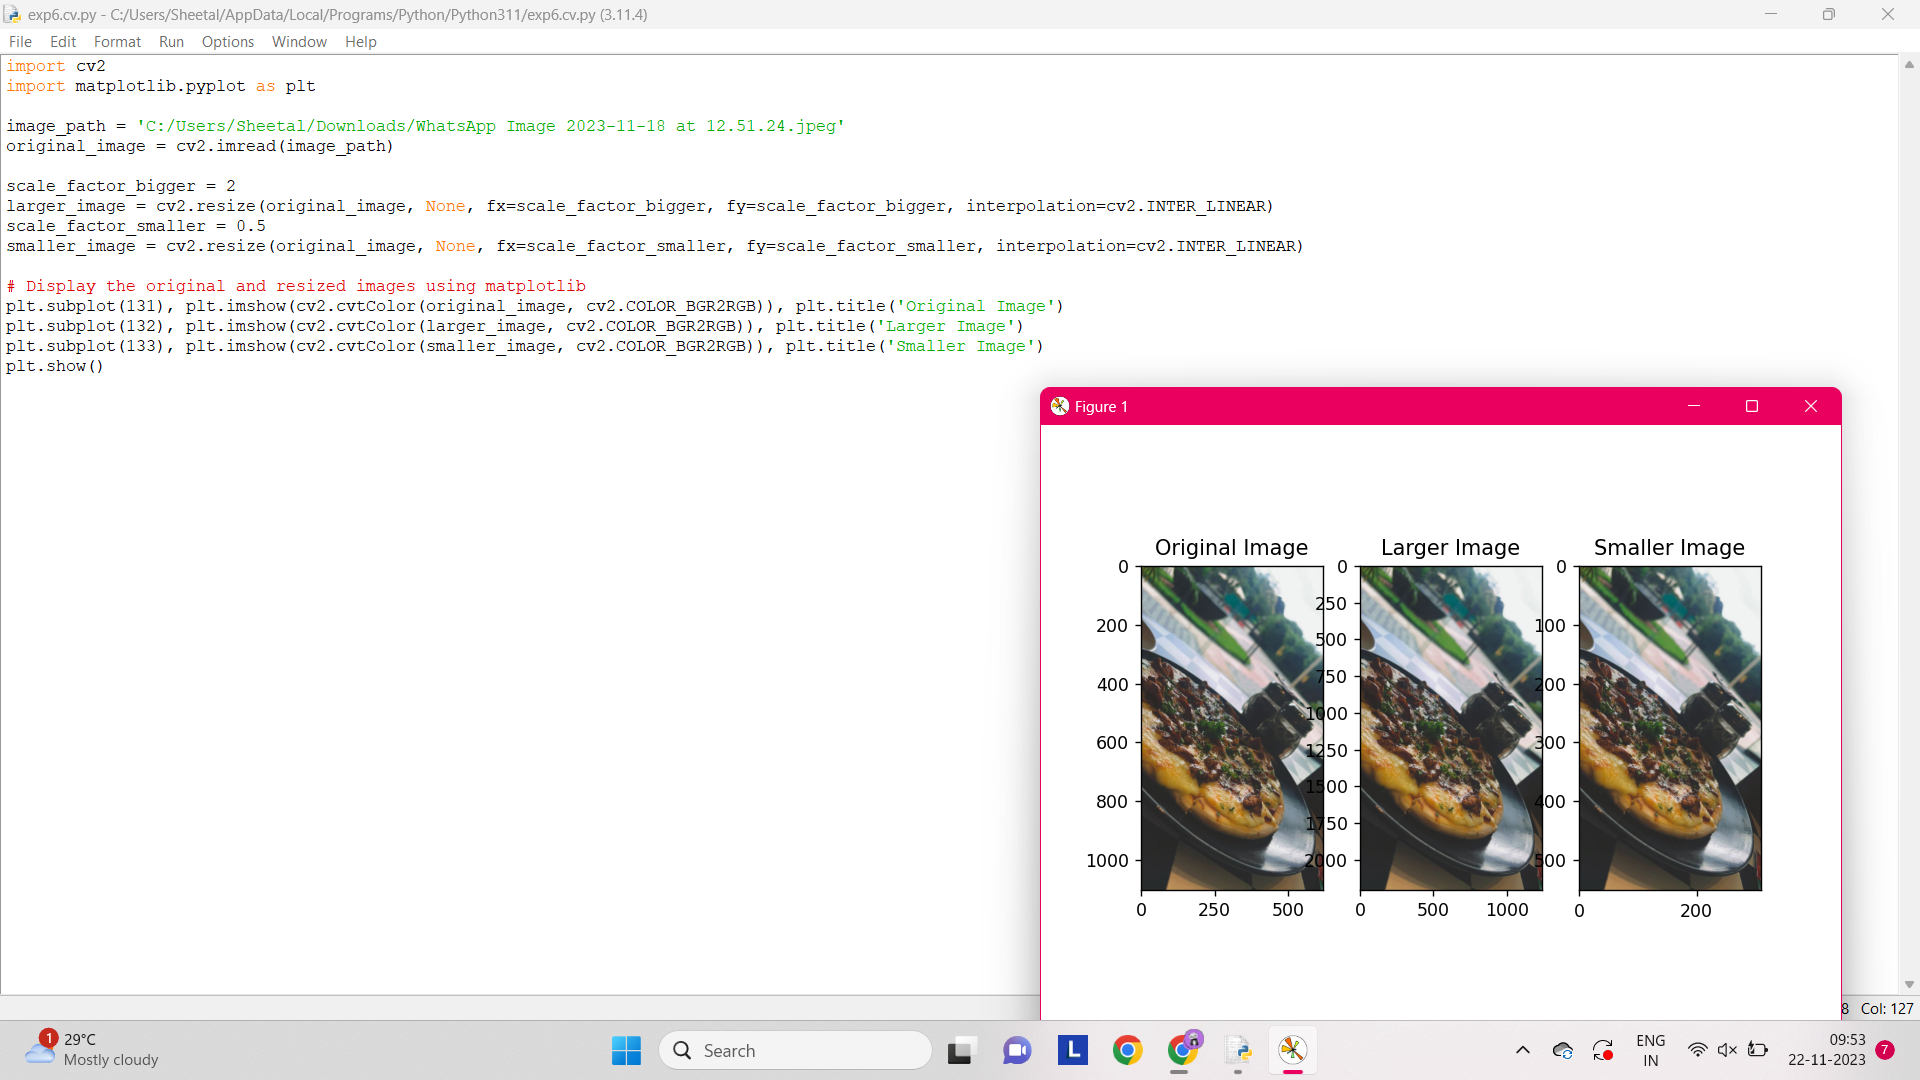 exp6.cv.py - C:/Users/Sheetal/AppData/Local/Programs/Python/Python311/exp6.cv.py (3.11.4)
File Edit Format Run Options Window Help
import cv2
import matplotlib.pyplot as plt
image_path = 'C:/Users/Sheetal/Downloads/WhatsApp Image 2023-11-18 at 12.51.24.jpeg'
original_image = cv2.imread(image_path)
scale_factor_bigger = 2
larger_image = cv2.resize(original_image, None, fx=scale_factor_bigger, fy=scale_factor_bigger, interpolation=cv2.INTER_LINEAR)
scale_factor_smaller = 0.5
smaller_image = cv2.resize(original_image, None, fx=scale_factor_smaller, fy=scale_factor_smaller, interpolation=cv2.INTER_LINEAR)
# Display the original and resized images using matplotlib
plt.subplot(131), plt.imshow(cv2.cvtColor(original_image, cv2.COLOR_BGR2RGB)), plt.title('Original Image')
plt.subplot(132), plt.imshow(cv2.cvtColor(larger_image, cv2.COLOR_BGR2RGB)), plt.title('Larger Image')
plt.subplot(133), plt.imshow(cv2.cvtColor(smaller_image, cv2.COLOR_BGR2RGB)), plt.title('Smaller Image')
plt.show()
Figure 1
Original Image Larger Image Smaller Image
0 0 0
250
200 100
500
750
400 200
1000
600 300
1250
1500
800 400
1750
1000 2000 500
0 250 500 0 500 1000 0 200
8 Col: 127
1
29°C
Mostly cloudy
Search
L
ENG
IN
09:53
22-11-2023
7